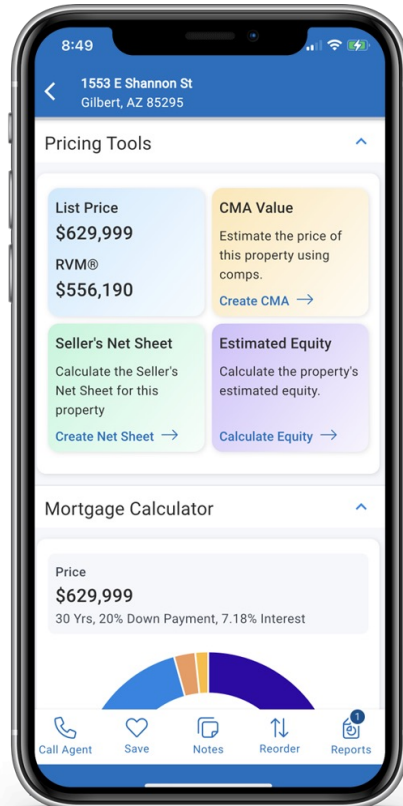 8:49
1553 E Shannon St
Gilbert, AZ 85295
Pricing Tools
List Price
$629,999
RVM®
$556,190
CMA Value
Estimate the price of
this property using
comps.
Create CMA →
Seller's Net Sheet
Calculate the Seller's
Net Sheet for this
property
Create Net Sheet →
Estimated Equity
Calculate the property's
estimated equity.
Calculate Equity →
Mortgage Calculator
Price
$629,999
30 Yrs, 20% Down Payment, 7.18% Interest
Call Agent
Save
Notes
Reorder
1
Reports